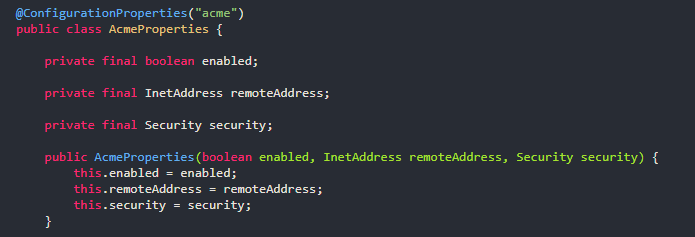 @ConfigurationProperties("acme")
public class AcmeProperties {
private final boolean enabled;
private final InetAddress remoteAddress;
private final Security security;
public AcmeProperties(boolean enabled, InetAddress remoteAddress, Security security) {
this.enabled = enabled;
this.remoteAddress = remoteAddress;
this.security = security;
}